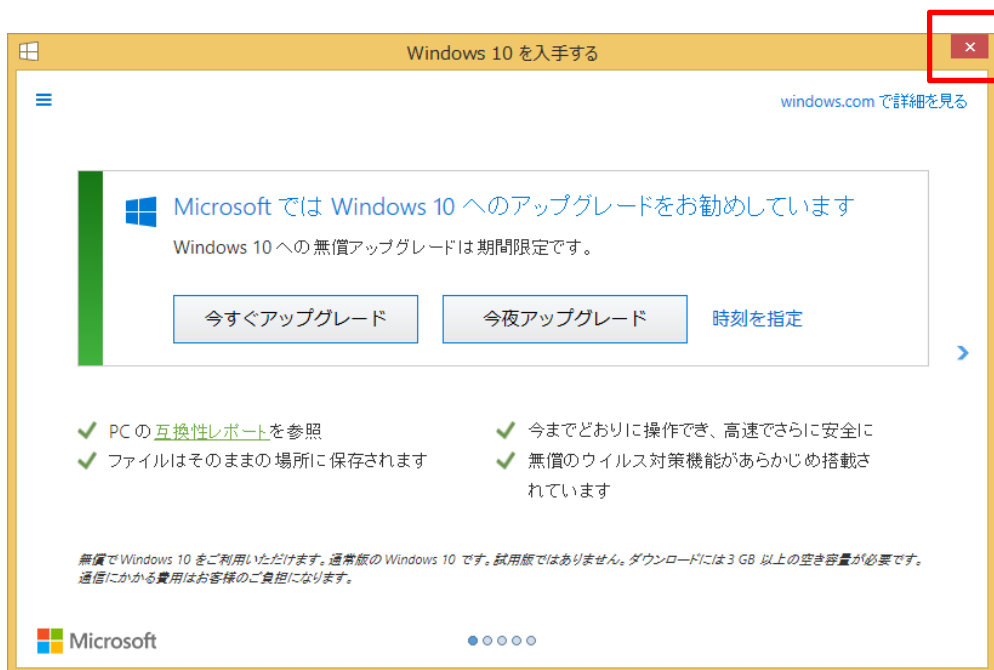 Windows 10 を入手する
windows.com で詳細を見る
Microsoft では Windows 10 へのアップグレードをお勧めしています
Windows 10 への無償アップグレードは期間限定です。
今すぐアップグレード
今夜アップグレード
時刻を指定
PC の互換性レポートを参照
ファイルはそのままの場所に保存されます
今までどおりに操作でき、高速でさらに安全に
無償のウイルス対策機能があらかじめ搭載さ
れています
無償で Windows 10 をご利用いただけます。通常版の Windows 10 です。試用版ではありません。ダウンロードには 3 GB 以上の空き容量が必要です。
通信にかかる費用はお客様のご負担になります。
Microsoft